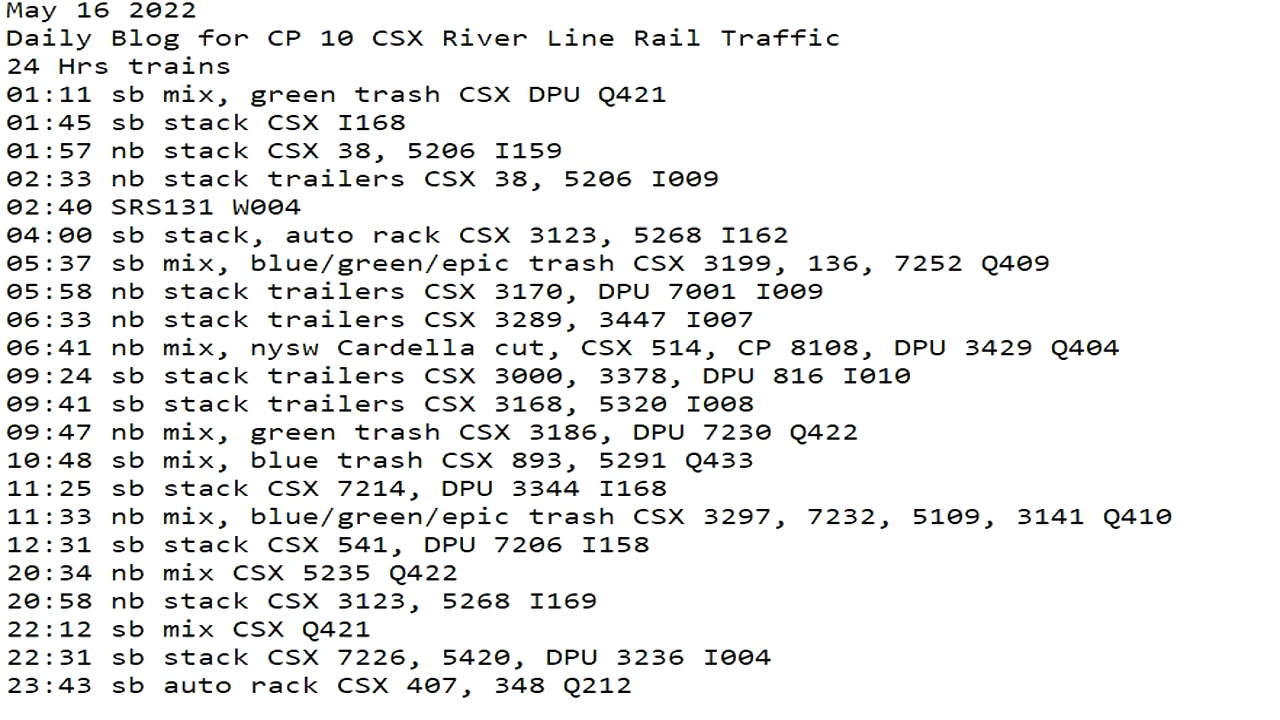 May 16 2022
Daily Blog for CP 10 CSX River Line Rail Traffic
24 Hrs trains
01:11 sb mix, green trash CSX DPU Q421
01:45 sb stack CSX I168
01:57 nb stack CSX 38, 5206 I159
02:33 nb stack trailers CSX 38, 5206 I009
02:40 SRS131 W004
04:00 sb stack, auto rack CSX 3123, 5268 I162
05:37 sb mix, blue/green/epic trash CSX 3199, 136, 7252 Q409
05:58 nb stack trailers CSX 3170, DPU 7001 I009
06:33 nb stack trailers CSX 3289, 3447 I007
06:41 nb mix, nysw Cardella cut, CSX 514, CP 8108, DPU 3429 Q404
09:24 sb stack trailers CSX 3000, 3378, DPU 816 I010
09:41 sb stack trailers CSX 3168, 5320 I008
09:47 nb mix, green trash CSX 3186, DPU 7230 Q422
10:48 sb mix, blue trash CSX 893, 5291 Q433
11:25 sb stack CSX 7214, DPU 3344 I168
11:33 nb mix, blue/green/epic trash CSX 3297, 7232, 5109, 3141 Q410
12:31 sb stack CSX 541, DPU 7206 I158
20:34 nb mix CSX 5235 Q422
20:58 nb stack CSX 3123, 5268 I169
22:12 sb mix CSX Q421
22:31 sb stack CSX 7226, 5420, DPU 3236 I004
23:43 sb auto rack CSX 407, 348 Q212